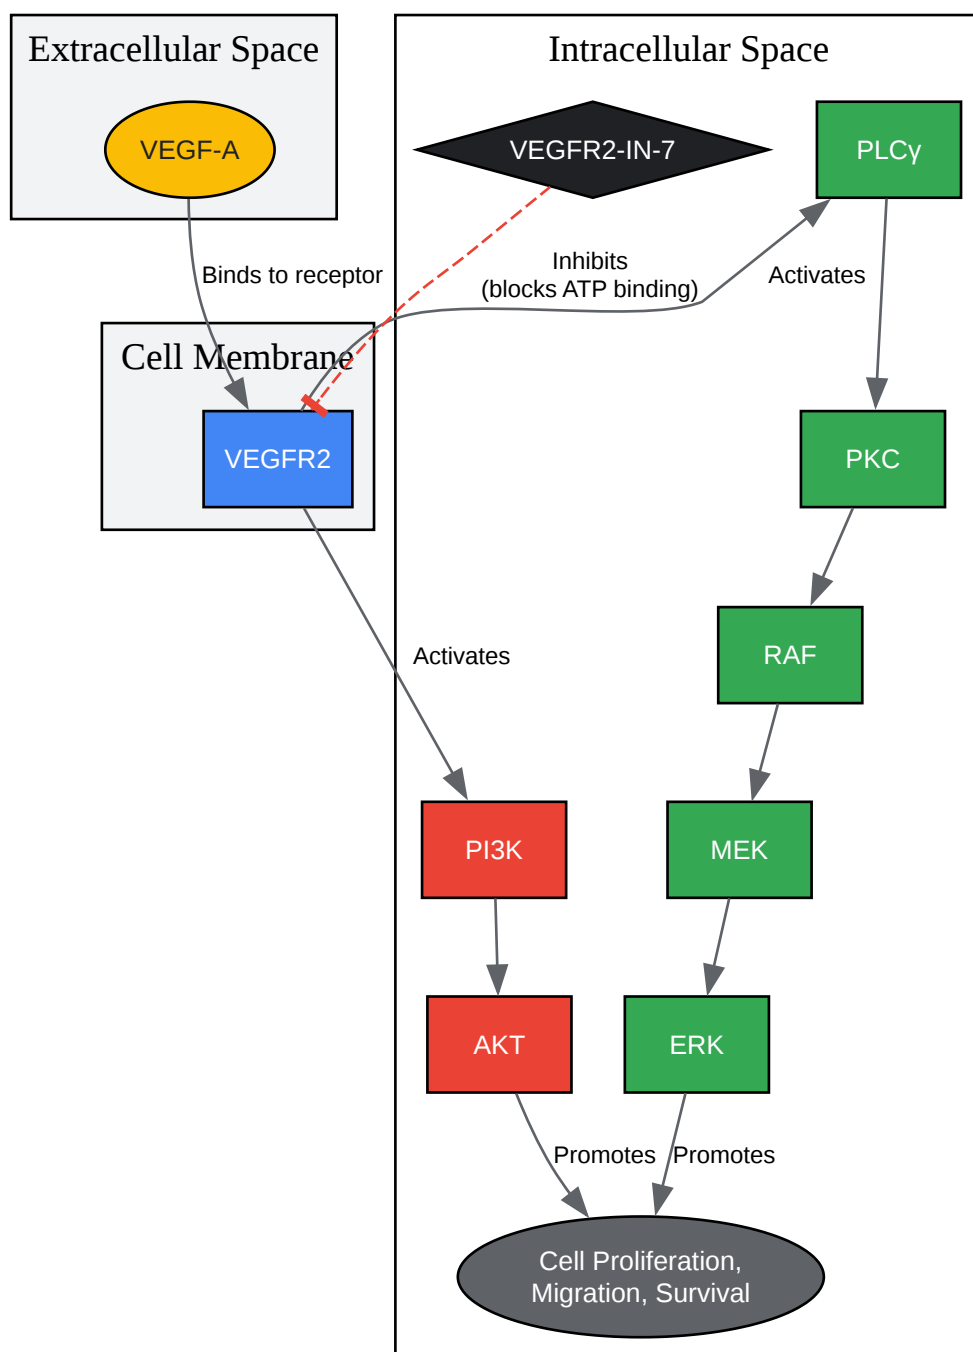 Extracellular Space
Intracellular Space
VEGF-A
VEGFR2-IN-7
PLCγ
Binds to receptor
Inhibits
(blocks ATP binding)
Activates
Cell Membrane
VEGFR2
PKC
RAF
Activates
PI3K
MEK
AKT
ERK
Promotes
Promotes
Cell Proliferation,
Migration, Survival